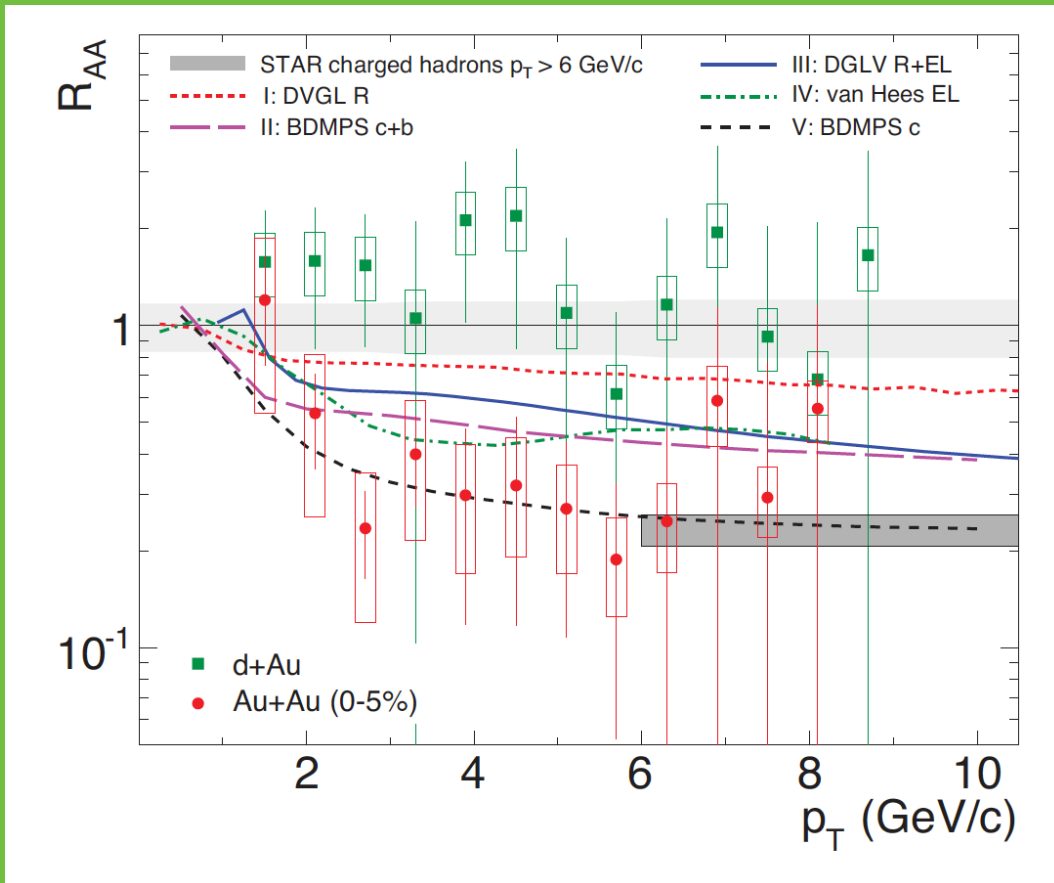 R_AA
STAR charged hadrons p_T > 6 GeV/c
I: DVGL R
II: BDMPS c+b
III: DGLV R+EL
IV: van Hees EL
V: BDMPS c
1
10^-1
d+Au
Au+Au (0-5%)
2 4 6 8 10
p_T (GeV/c)